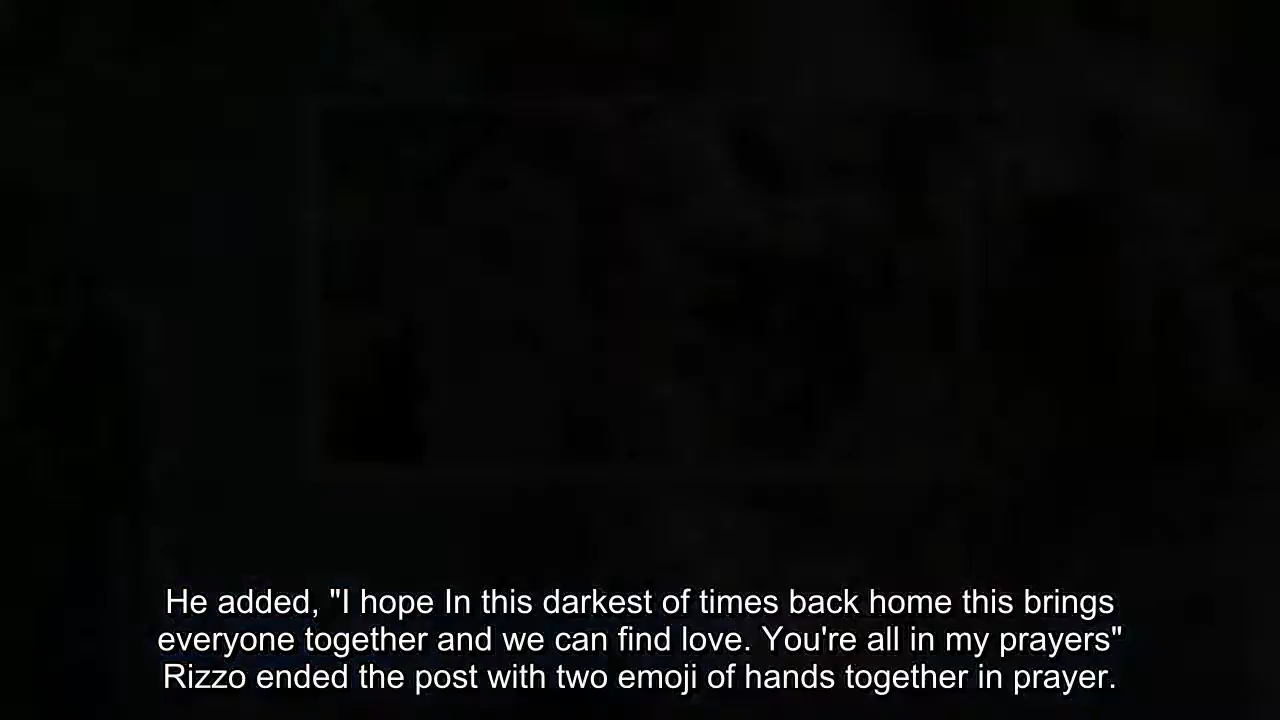 He added, "I hope In this darkest of times back home this brings
everyone together and we can find love. You're all in my prayers"
Rizzo ended the post with two emoji of hands together in prayer.